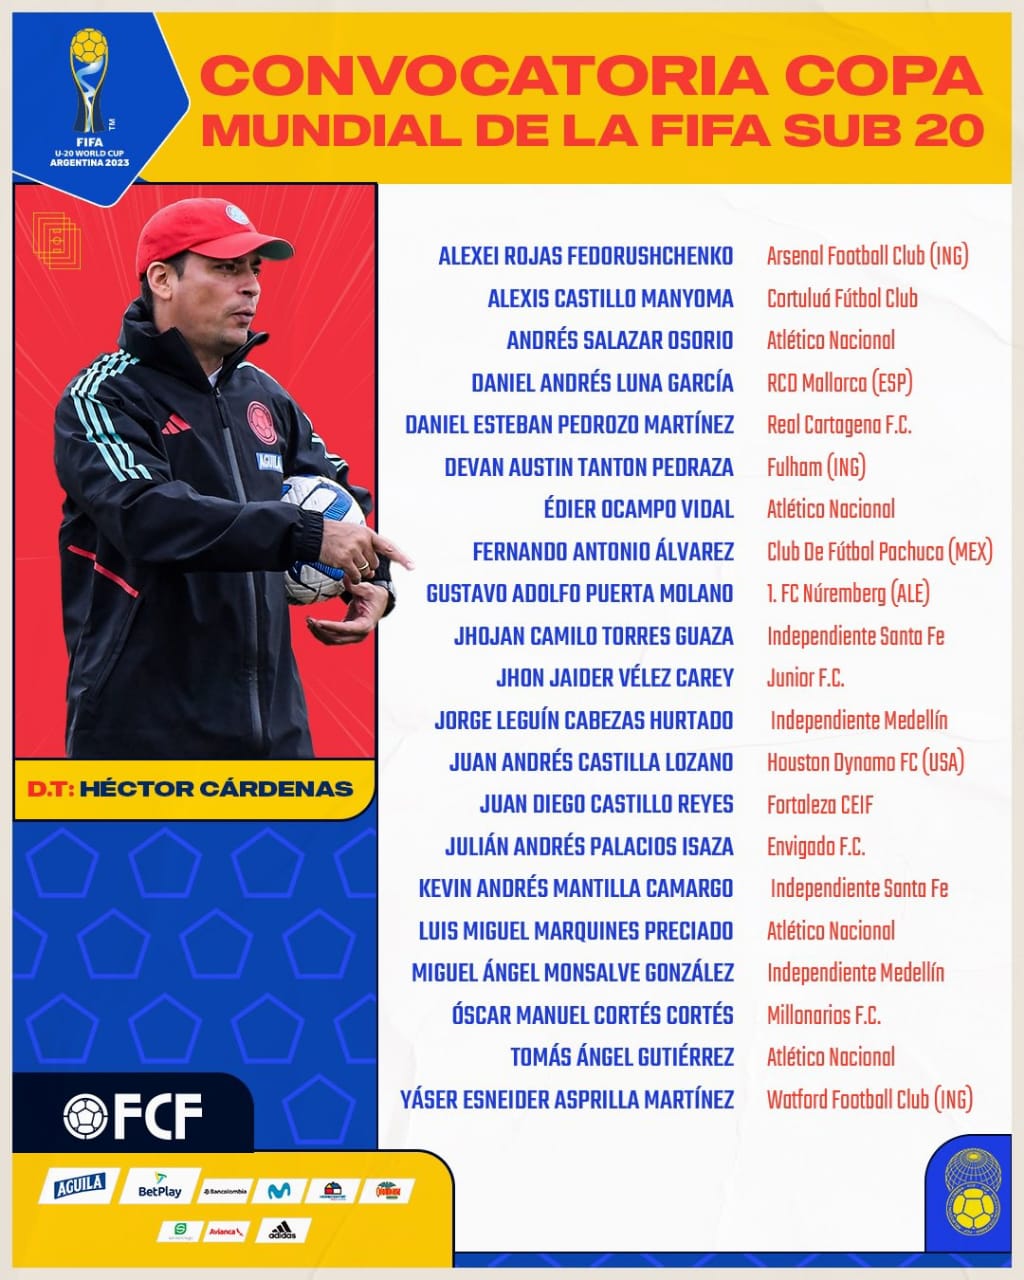 CONVOCATORIA COPA
MUNDIAL DE LA FIFA SUB 20
FIFA
U-20 WORLD CUP
ARGENTINA 2023
TM
ALEXEI ROJAS FEDORUSHCHENKO Arsenal Football Club (ING)
ALEXIS CASTILLO MANYOMA Cortuluá Fútbol Club
ANDRÉS SALAZAR OSORIO Atlético Nacional
DANIEL ANDRÉS LUNA GARCÍA RCD Mallorca (ESP)
DANIEL ESTEBAN PEDROZO MARTÍNEZ Real Cartagena F.C.
DEVAN AUSTIN TANTON PEDRAZA Fulham (ING)
ÉDIER OCAMPO VIDAL Atlético Nacional
FERNANDO ANTONIO ÁLVAREZ Club De Fútbol Pachuca (MEX)
GUSTAVO ADOLFO PUERTA MOLANO 1. FC Núremberg (ALE)
JHOJAN CAMILO TORRES GUAZA Independiente Santa Fe
JHON JAIDER VÉLEZ CAREY Junior F.C.
JORGE LEGUÍN CABEZAS HURTADO Independiente Medellín
JUAN ANDRÉS CASTILLA LOZANO Houston Dynamo FC (USA)
JUAN DIEGO CASTILLO REYES Fortaleza CEIF
JULIÁN ANDRÉS PALACIOS ISAZA Envigado F.C.
KEVIN ANDRÉS MANTILLA CAMARGO Independiente Santa Fe
LUIS MIGUEL MARQUINES PRECIADO Atlético Nacional
MIGUEL ÁNGEL MONSALVE GONZÁLEZ Independiente Medellín
ÓSCAR MANUEL CORTÉS CORTÉS Millonarios F.C.
TOMÁS ÁNGEL GUTIÉRREZ Atlético Nacional
YÁSER ESNEIDER ASPRILLA MARTÍNEZ Watford Football Club (ING)
AGUILA
D.T: HÉCTOR CÁRDENAS
FCF
AGUILA BetPlay Bancolombia
Avianca adidas